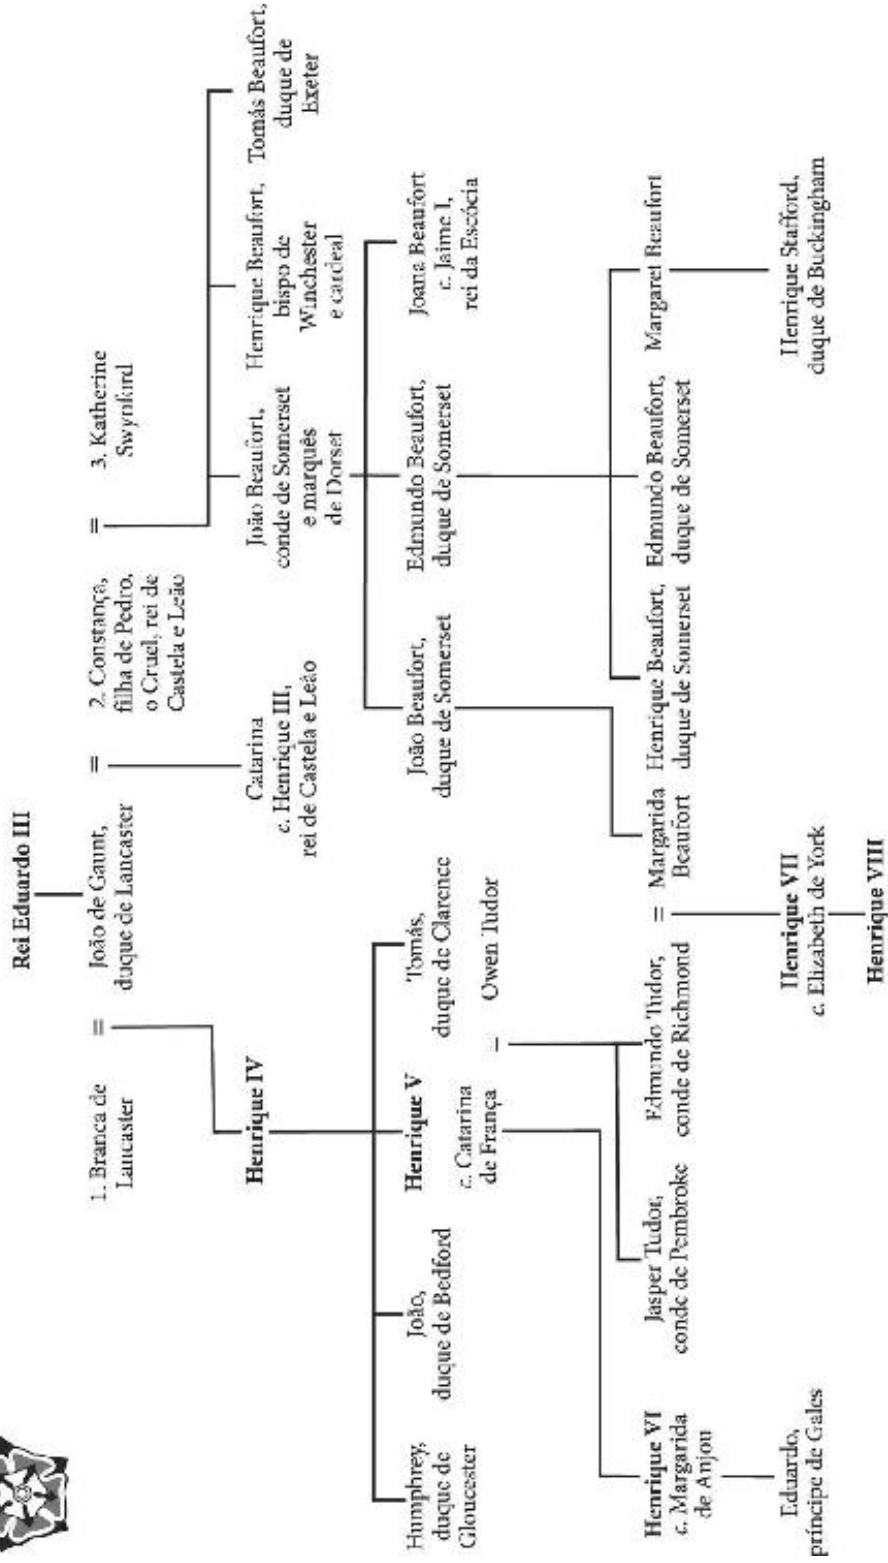 Rei Eduardo III
1. Branca de
Lancaster
=
João de Gaunt,
duque de Lancaster
=
2. Constança,
filha de Pedro,
o Cruel, rei de
Castela e Leão
=
3. Katherine
Swynford
Henrique IV
Catarina
c. Henrique III,
rei de Castela e Leão
João Beaufort,
conde de Somerset
e marquês
de Dorset
Henrique Beaufort,
bispo de
Winchester
e cardeal
Tomás Beaufort,
duque de
Exeter
Humphrey,
duque de
Gloucester
João,
duque de Bedford
Henrique V
c. Catarina
de França
=
Owen Tudor
Tomás,
duque de Clarence
João Beaufort,
duque de Somerset
Edmundo Beaufort,
duque de Somerset
Joana Beaufort
c. Jaime I,
rei da Escócia
Henrique VI
c. Margarida
de Anjou
Jasper Tudor,
conde de Pembroke
Edmundo Tudor,
conde de Richmond
=
Margarida
Beaufort
Henrique Beaufort,
duque de Somerset
Edmundo Beaufort,
duque de Somerset
Margaret Beaufort
Eduardo,
príncipe de Gales
Henrique VII
c. Elizabeth de York
Henrique Stafford,
duque de Buckingham
Henrique VIII